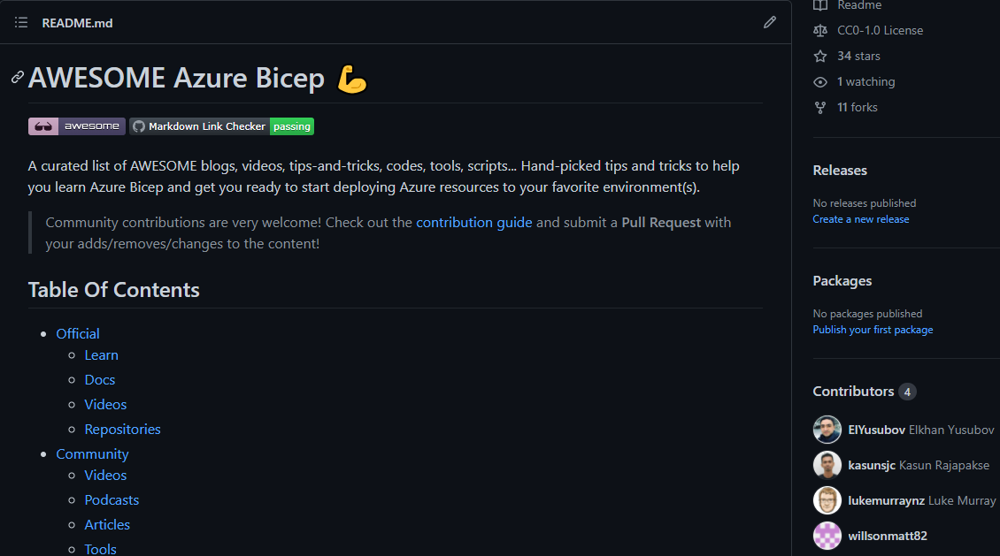 README.md
AWESOME Azure Bicep 💪
awesome
Markdown Link Checker passing
A curated list of AWESOME blogs, videos, tips-and-tricks, codes, tools, scripts... Hand-picked tips and tricks to help
you learn Azure Bicep and get you ready to start deploying Azure resources to your favorite environment(s).
Community contributions are very welcome! Check out the contribution guide and submit a Pull Request with
your adds/removes/changes to the content!
Table Of Contents
Official
Learn
Docs
Videos
Repositories
Community
Videos
Podcasts
Articles
Tools
Readme
CC0-1.0 License
34 stars
1 watching
11 forks
Releases
No releases published
Create a new release
Packages
No packages published
Publish your first package
Contributors 4
ElYusubov Elkhan Yusubov
kasunsjc Kasun Rajapakse
lukemurraynz Luke Murray
willsonmatt82